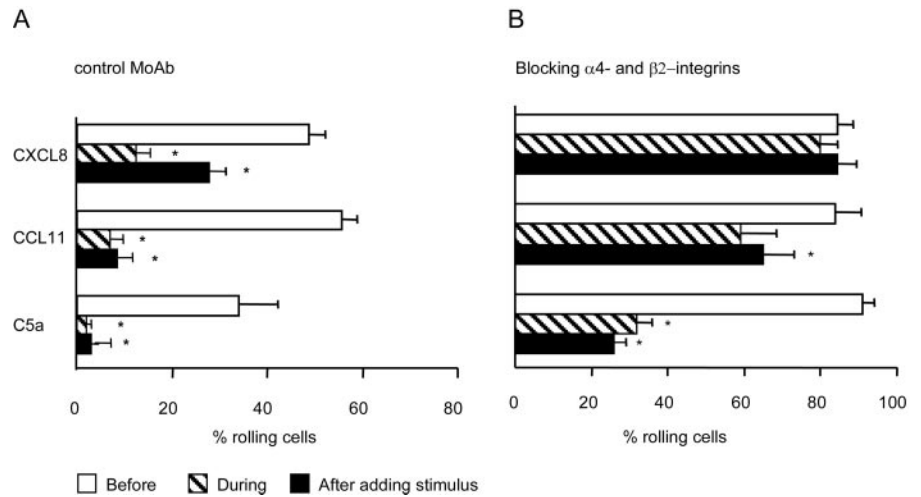 A
control MoAb
CXL8
CCL11
C5a
*
*
*
*
*
*
0 20 40 60 80
% rolling cells
B
Blocking α4- and β2–integrins
*
*
*
0 20 40 60 80 100
% rolling cells
Before During After adding stimulus